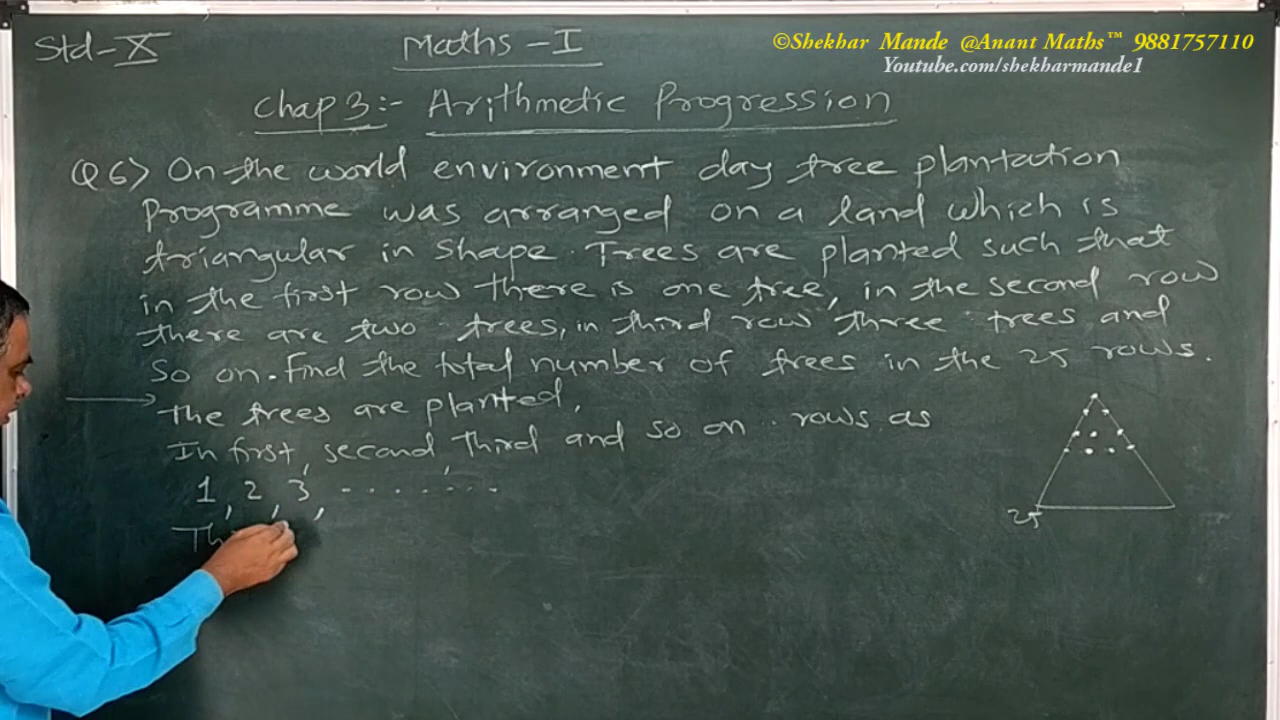 Std-X
Maths-I
©Shekhar Mande @Anant Maths™ 9881757110
Youtube.com/shekharmande1
Chap 3:- Arithmetic Progression
Q 6) On the world environment day tree plantation
Programme was arranged on a land which is
triangular in shape. Trees are planted such that
in the first row there is one tree, in the second row
there are two trees, in third row three trees and
So on. Find the total number of trees in the 25 rows.
→ The trees are planted,
In first, second, third and so on rows as
1, 2, 3, ........
Th
25